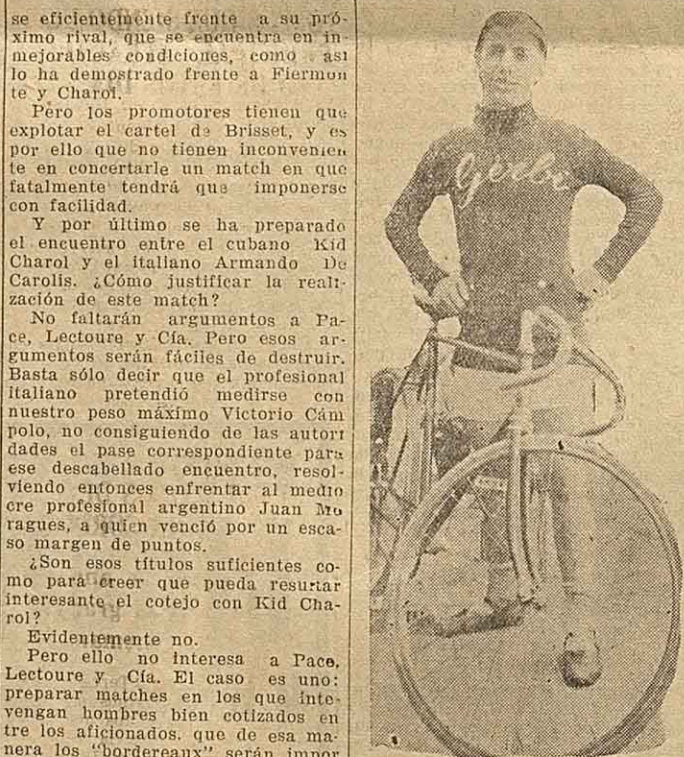 se eficientemente frente a su pró-
ximo rival, que se encuentra en in-
mejorables condiciones, como asi
lo ha demostrado frente a Fiermon
te y Charol.
Pero los promotores tienen que
explotar el cartel de Brisset, y es
por ello que no tienen inconvenien
te en concertarle un match en que
fatalmente tendrá que imponerse
con facilidad.
Y por último se ha preparado
el encuentro entre el cubano Kid
Charol y el italiano Armando De
Carolis. ¿Cómo justificar la reali-
zación de este match?
No faltarán argumentos a Pa-
ce, Lectoure y Cía. Pero esos ar-
gumentos serán fáciles de destruir.
Basta sólo decir que el profesional
italiano pretendió medirse con
nuestro peso máximo Victorio Cám
polo, no consiguiendo de las autori
dades el pase correspondiente para
ese descabellado encuentro, resol-
viendo entonces enfrentar al medio
cre profesional argentino Juan Mo
ragues, a quien venció por un esca-
so margen de puntos.
¿Son esos títulos suficientes co-
mo para creer que pueda resultar
interesante el cotejo con Kid Cha-
rol?
Evidentemente no.
Pero ello no interesa a Pace,
Lectoure y Cía. El caso es uno:
preparar matches en los que inte-
vengan hombres bien cotizados en
tre los aficionados. que de esa ma-
nera los "bordereaux" serán impor